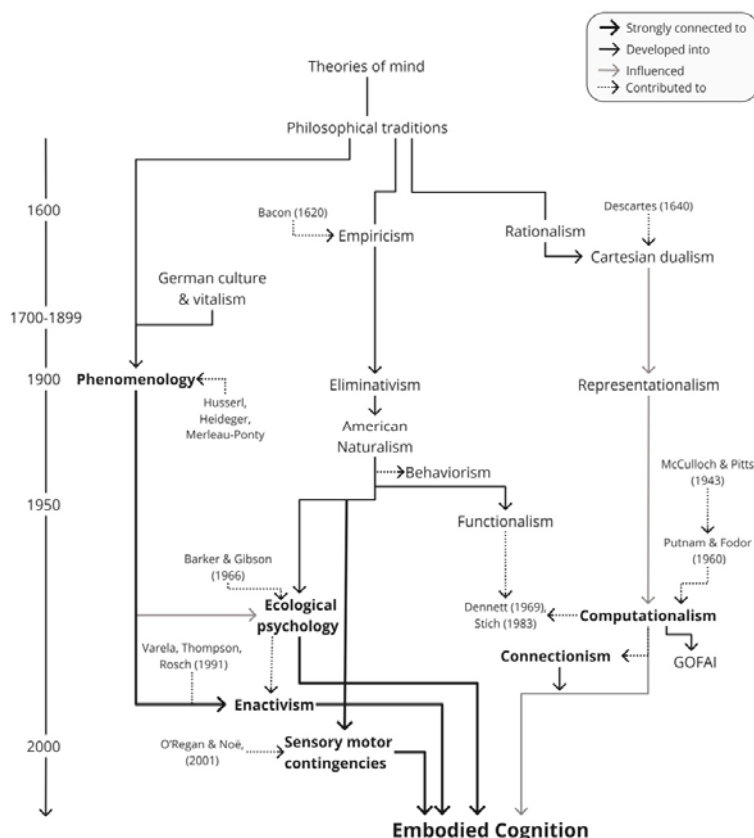 Strongly connected to
Developed into
Influenced
Contributed to
Theories of mind
Philosophical traditions
1600
Bacon (1620)
Empiricism
Rationalism
Descartes (1640)
Cartesian dualism
German culture
& vitalism
1700-1899
1900
Phenomenology
Husserl,
Heideger,
Merleau-Ponty
Eliminativism
Representationalism
American
Naturalism
Behaviorism
McCulloch & Pitts
(1943)
1950
Functionalism
Putnam & Fodor
(1960)
Barker & Gibson
(1966)
Ecological
psychology
Dennett (1969),
Stich (1983)
Computationalism
Varela, Thompson,
Rosch (1991)
Connectionism
GOFAI
Enactivism
2000
O'Regan & Noë,
(2001)
Sensory motor
contingencies
Embodied Cognition